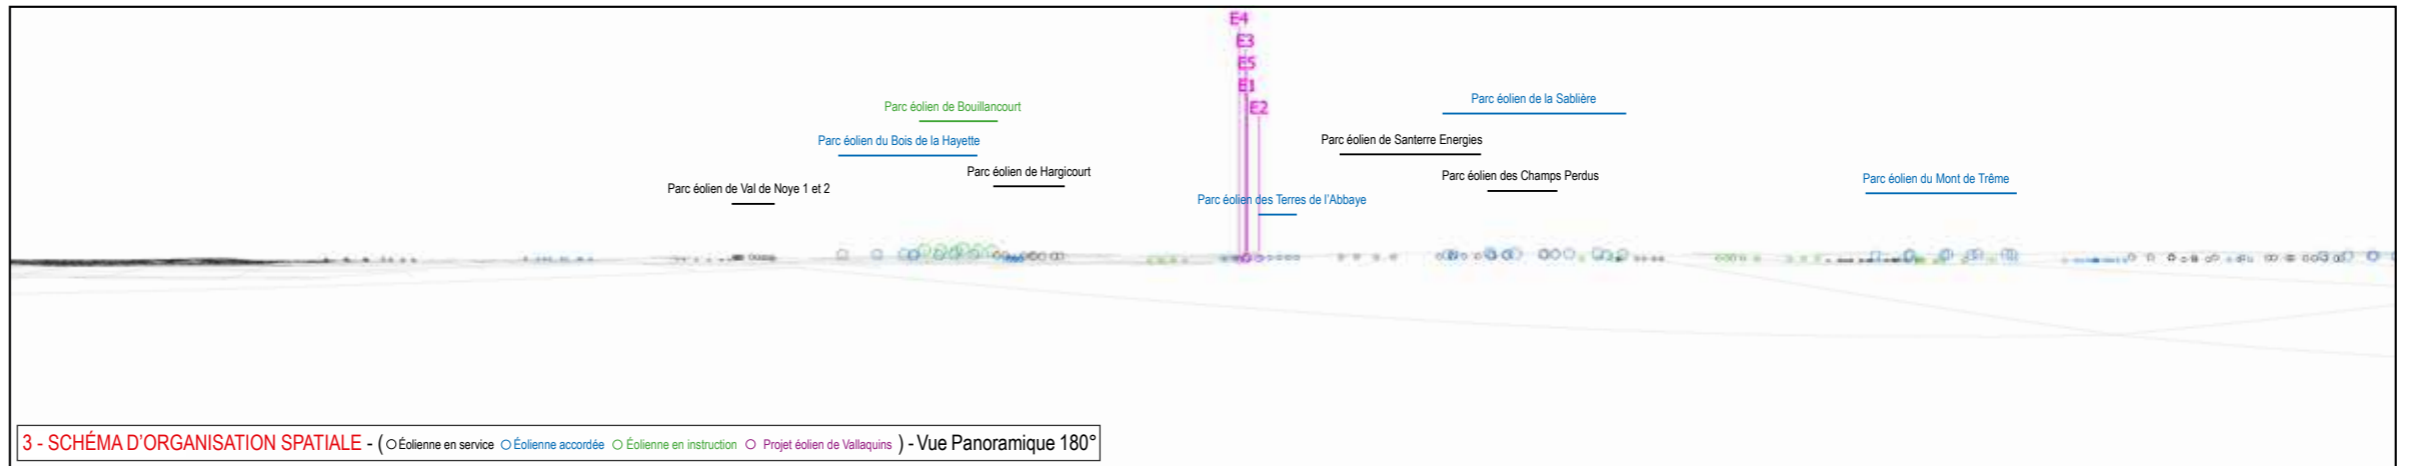 E4
E3
E5
E1
E2
Parc éolien de Bouillancourt
Parc éolien de la Sablière
Parc éolien du Bois de la Hayette
Parc éolien de Santerre Energies
Parc éolien de Hargicourt
Parc éolien des Champs Perdus
Parc éolien de Val de Noye 1 et 2
Parc éolien des Terres de l'Abbaye
Parc éolien du Mont de Trême
3 - SCHÉMA D'ORGANISATION SPATIALE - ( Éolienne en service Éolienne accordée Éolienne en instruction Projet éolien de Vallaquins ) - Vue Panoramique 180°